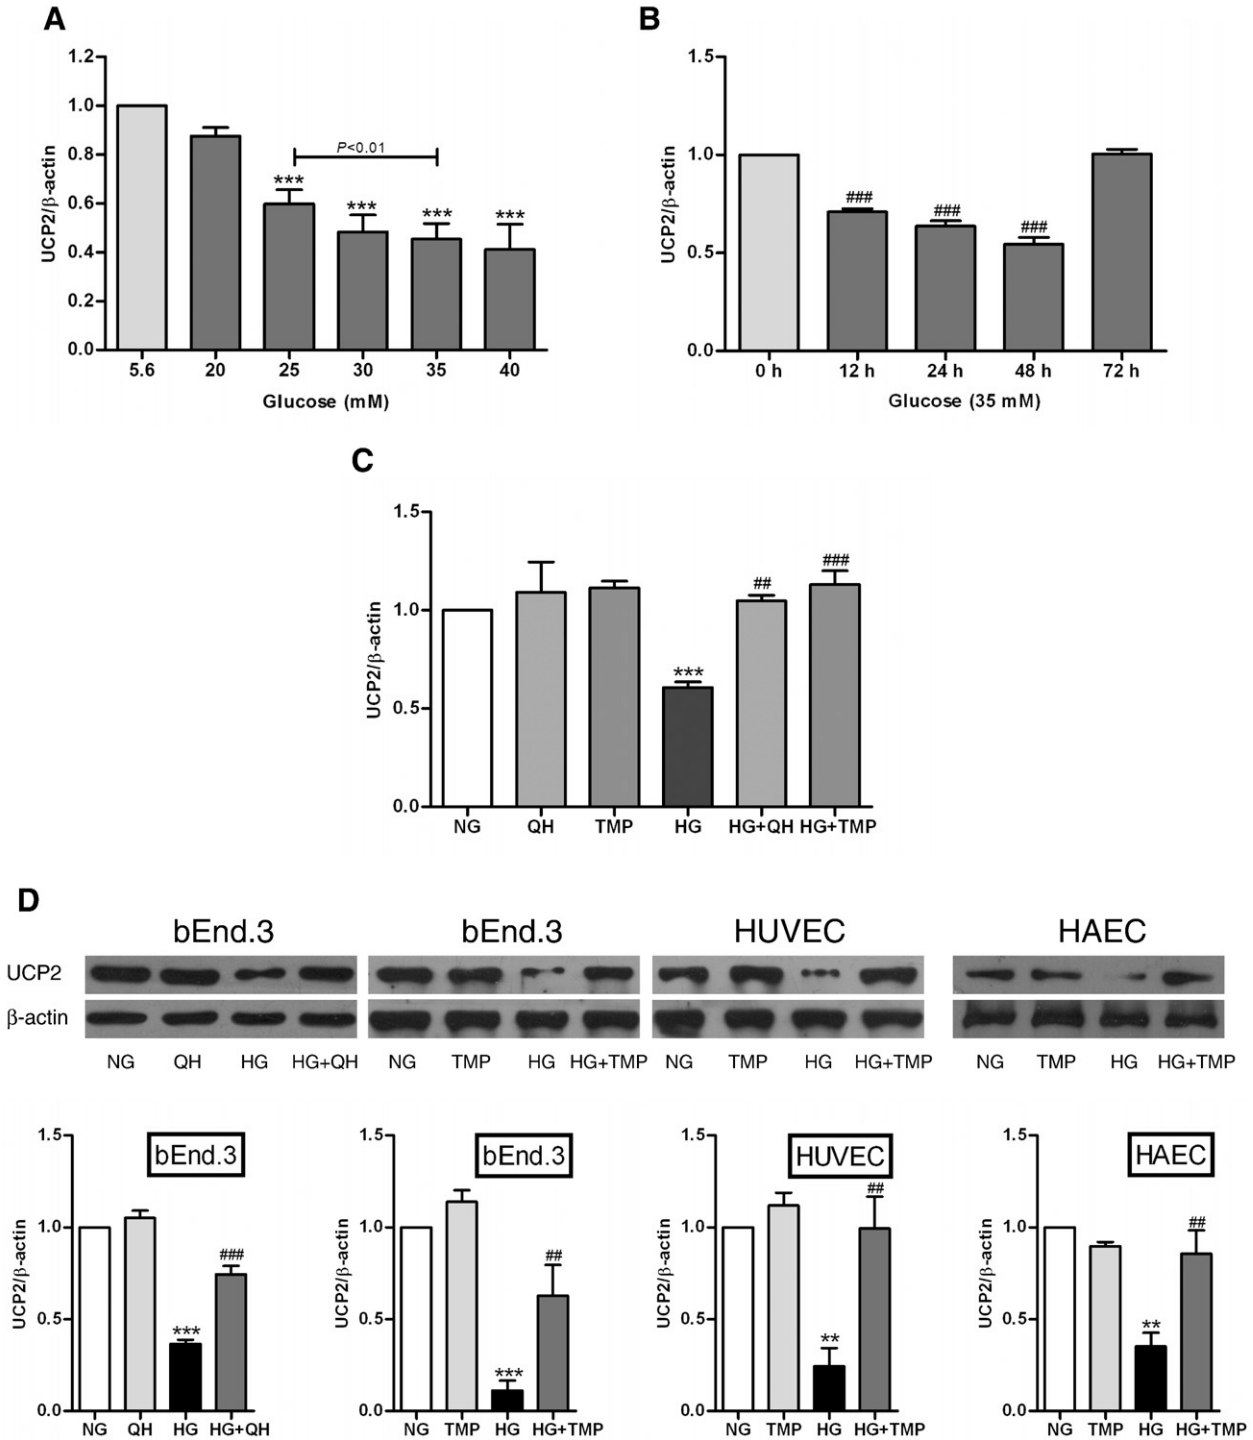 A
1.2
1.0
0.8
0.6
0.4
0.2
0.0
UCP2/β-actin
P<0.01
***
***
***
***
5.6 20 25 30 35 40
Glucose (mM)
B
1.5
1.0
0.5
0.0
UCP2/β-actin
###
###
###
0 h 12 h 24 h 48 h 72 h
Glucose (35 mM)
C
1.5
1.0
0.5
0.0
UCP2/β-actin
***
##
###
NG QH TMP HG HG+QH HG+TMP
D
bEnd.3 bEnd.3 HUVEC HAEC
UCP2
β-actin
NG QH HG HG+QH NG TMP HG HG+TMP NG TMP HG HG+TMP NG TMP HG HG+TMP
bEnd.3
1.5
1.0
0.5
0.0
UCP2/β-actin
***
###
NG QH HG HG+QH
bEnd.3
1.5
1.0
0.5
0.0
UCP2/β-actin
***
##
NG TMP HG HG+TMP
HUVEC
1.5
1.0
0.5
0.0
UCP2/β-actin
**
##
NG TMP HG HG+TMP
HAEC
1.5
1.0
0.5
0.0
UCP2/β-actin
**
##
NG TMP HG HG+TMP